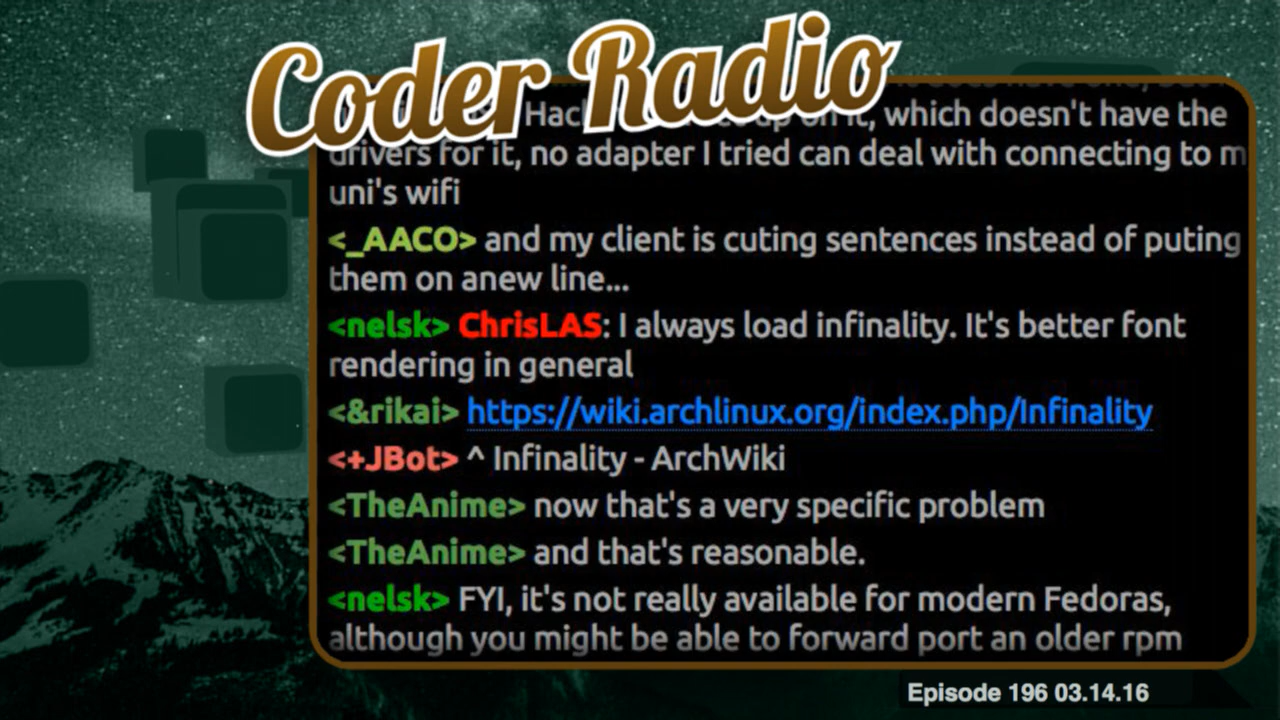 Coder Radio
Hac up on it, which doesn't have the
drivers for it, no adapter I tried can deal with connecting to m
uni's wifi
<_AACO> and my client is cuting sentences instead of puting
them on anew line...
<nelsk> ChrisLAS: I always load infinality. It's better font
rendering in general
<&rikai> https://wiki.archlinux.org/index.php/Infinality
<+JBot> ^ Infinality - ArchWiki
<TheAnime> now that's a very specific problem
<TheAnime> and that's reasonable.
<nelsk> FYI, it's not really available for modern Fedoras,
although you might be able to forward port an older rpm
Episode 196 03.14.16